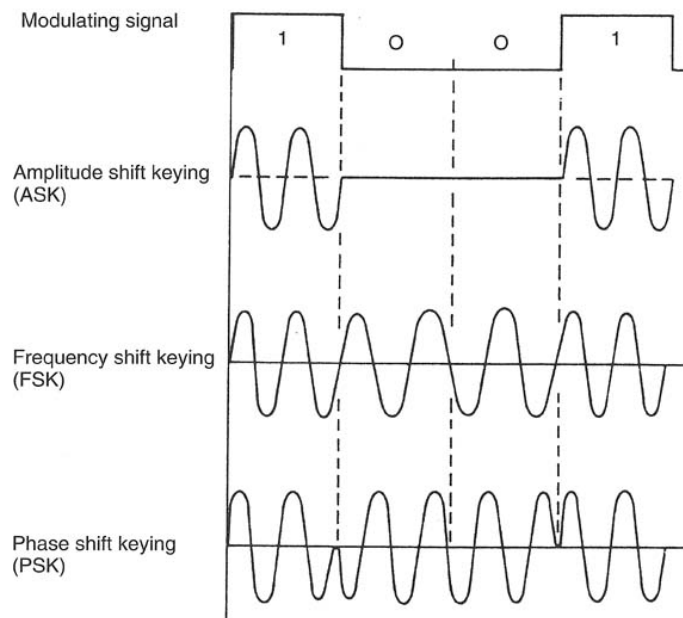 Modulating signal
1 O O 1
Amplitude shift keying
(ASK)
Frequency shift keying
(FSK)
Phase shift keying
(PSK)